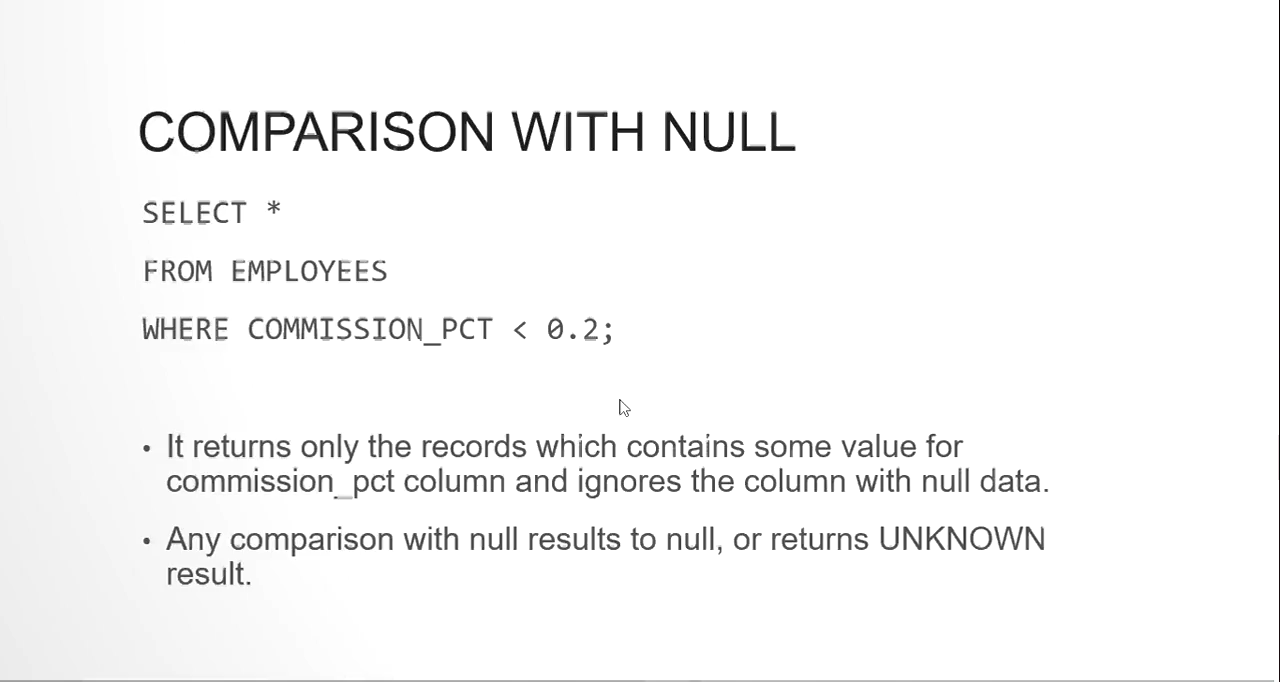 COMPARISON WITH NULL
SELECT *
FROM EMPLOYEES
WHERE COMMISSION_PCT < 0.2;
• It returns only the records which contains some value for
commission_pct column and ignores the column with null data.
• Any comparison with null results to null, or returns UNKNOWN
result.